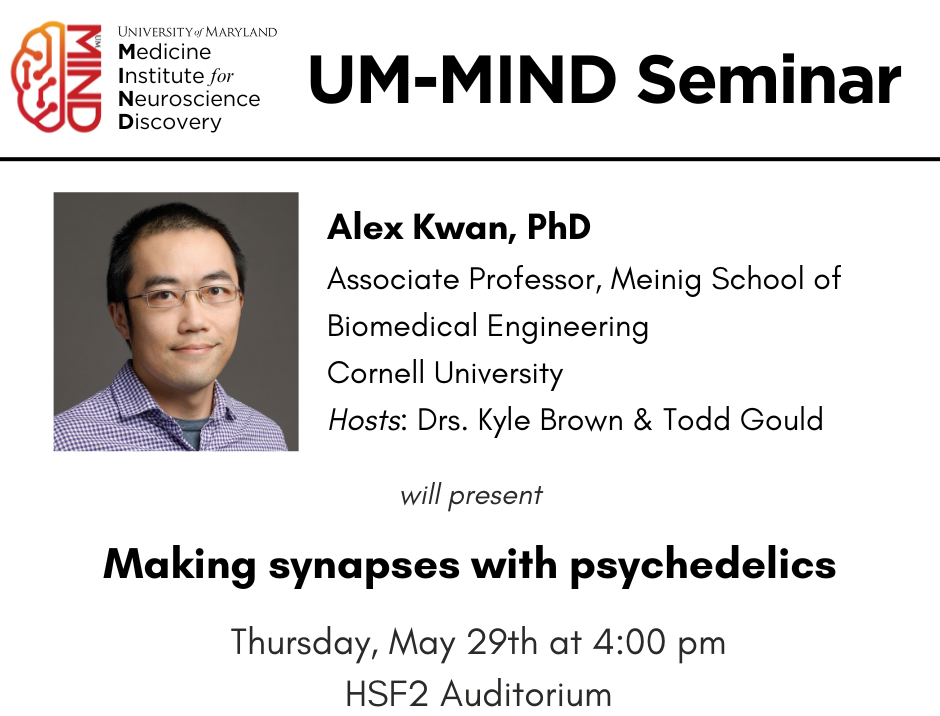 UM
MIND
University of Maryland
Medicine
Institute for
Neuroscience
Discovery
UM-MIND Seminar
Alex Kwan, PhD
Associate Professor, Meinig School of
Biomedical Engineering
Cornell University
Hosts: Drs. Kyle Brown & Todd Gould
will present
Making synapses with psychedelics
Thursday, May 29th at 4:00 pm
HSF2 Auditorium